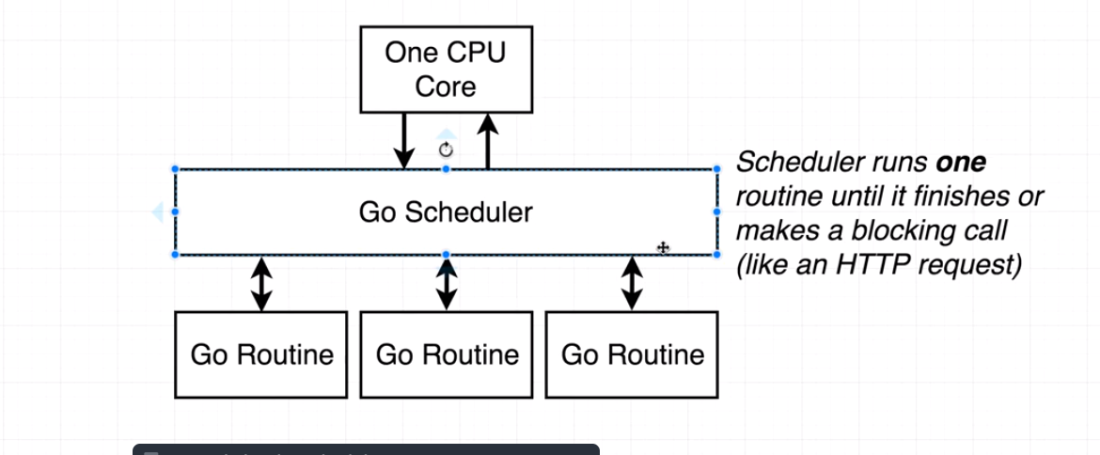 One CPU
Core
Go Scheduler
Scheduler runs one
routine until it finishes or
makes a blocking call
(like an HTTP request)
Go Routine
Go Routine
Go Routine